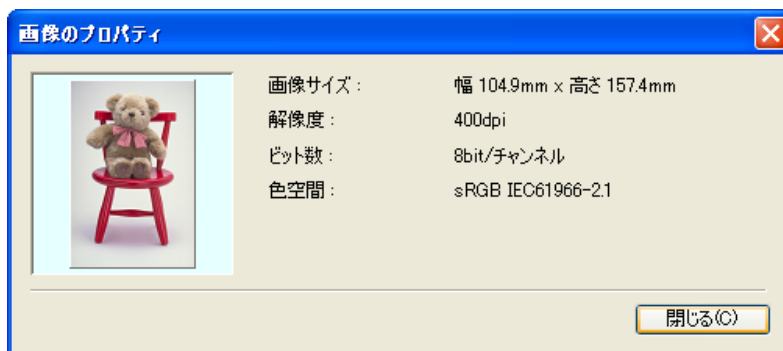 画像のプロパティ
画像サイズ： 幅 104.9mm x 高さ 157.4mm
解像度： 400dpi
ビット数： 8bit/チャンネル
色空間： sRGB IEC61966-2.1
閉じる(C)